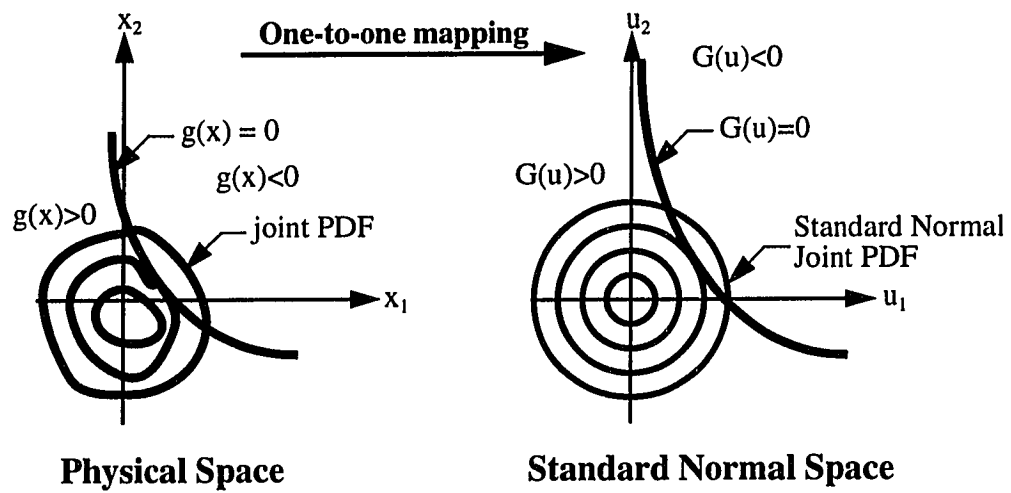 x₂
One-to-one mapping
u₂
G(u)<0
g(x) = 0
G(u)=0
g(x)<0
G(u)>0
g(x)>0
joint PDF
Standard Normal
Joint PDF
x₁
u₁
Physical Space
Standard Normal Space